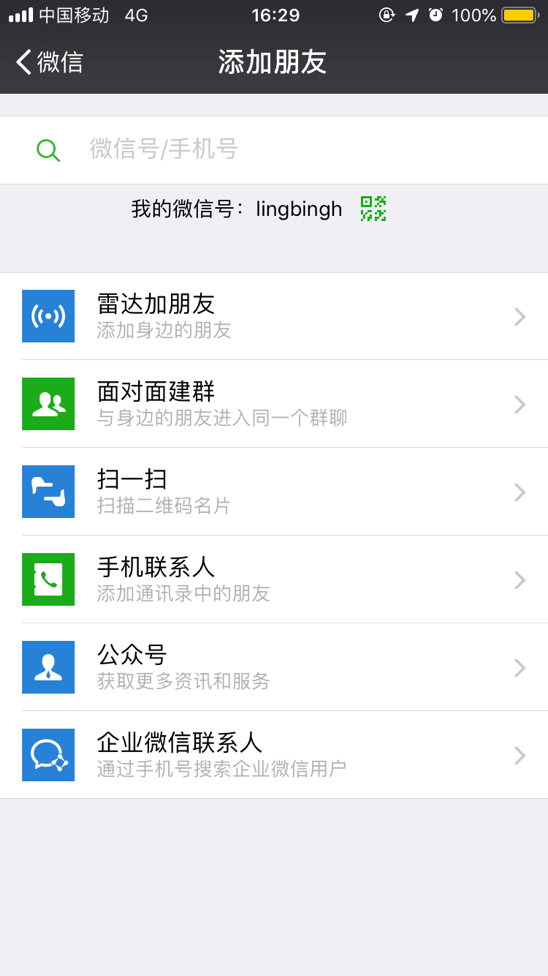 中国移动 4G 16:29 100%
微信 添加朋友
微信号/手机号
我的微信号：lingbingh
雷达加朋友
添加身边的朋友
面对面建群
与身边的朋友进入同一个群聊
扫一扫
扫描二维码名片
手机联系人
添加通讯录中的朋友
公众号
获取更多资讯和服务
企业微信联系人
通过手机号搜索企业微信用户